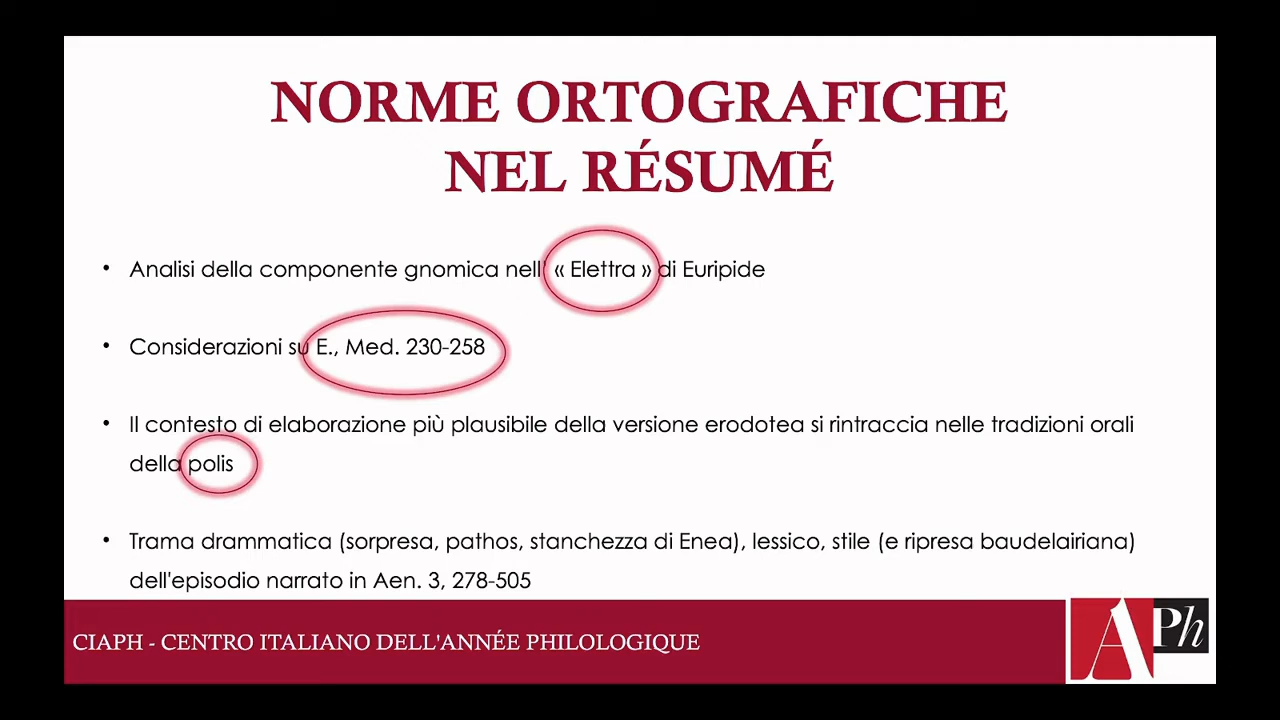 NORME ORTOGRAFICHE
NEL RÉSUMÉ
• Analisi della componente gnomica nell' « Elettra » di Euripide
• Considerazioni su E., Med. 230-258
• Il contesto di elaborazione più plausibile della versione erodotea si rintraccia nelle tradizioni orali
della polis
• Trama drammatica (sorpresa, pathos, stanchezza di Enea), lessico, stile (e ripresa baudelairiana)
dell'episodio narrato in Aen. 3, 278-505
CIAPH - CENTRO ITALIANO DELL'ANNÉE PHILOLOGIQUE
APh